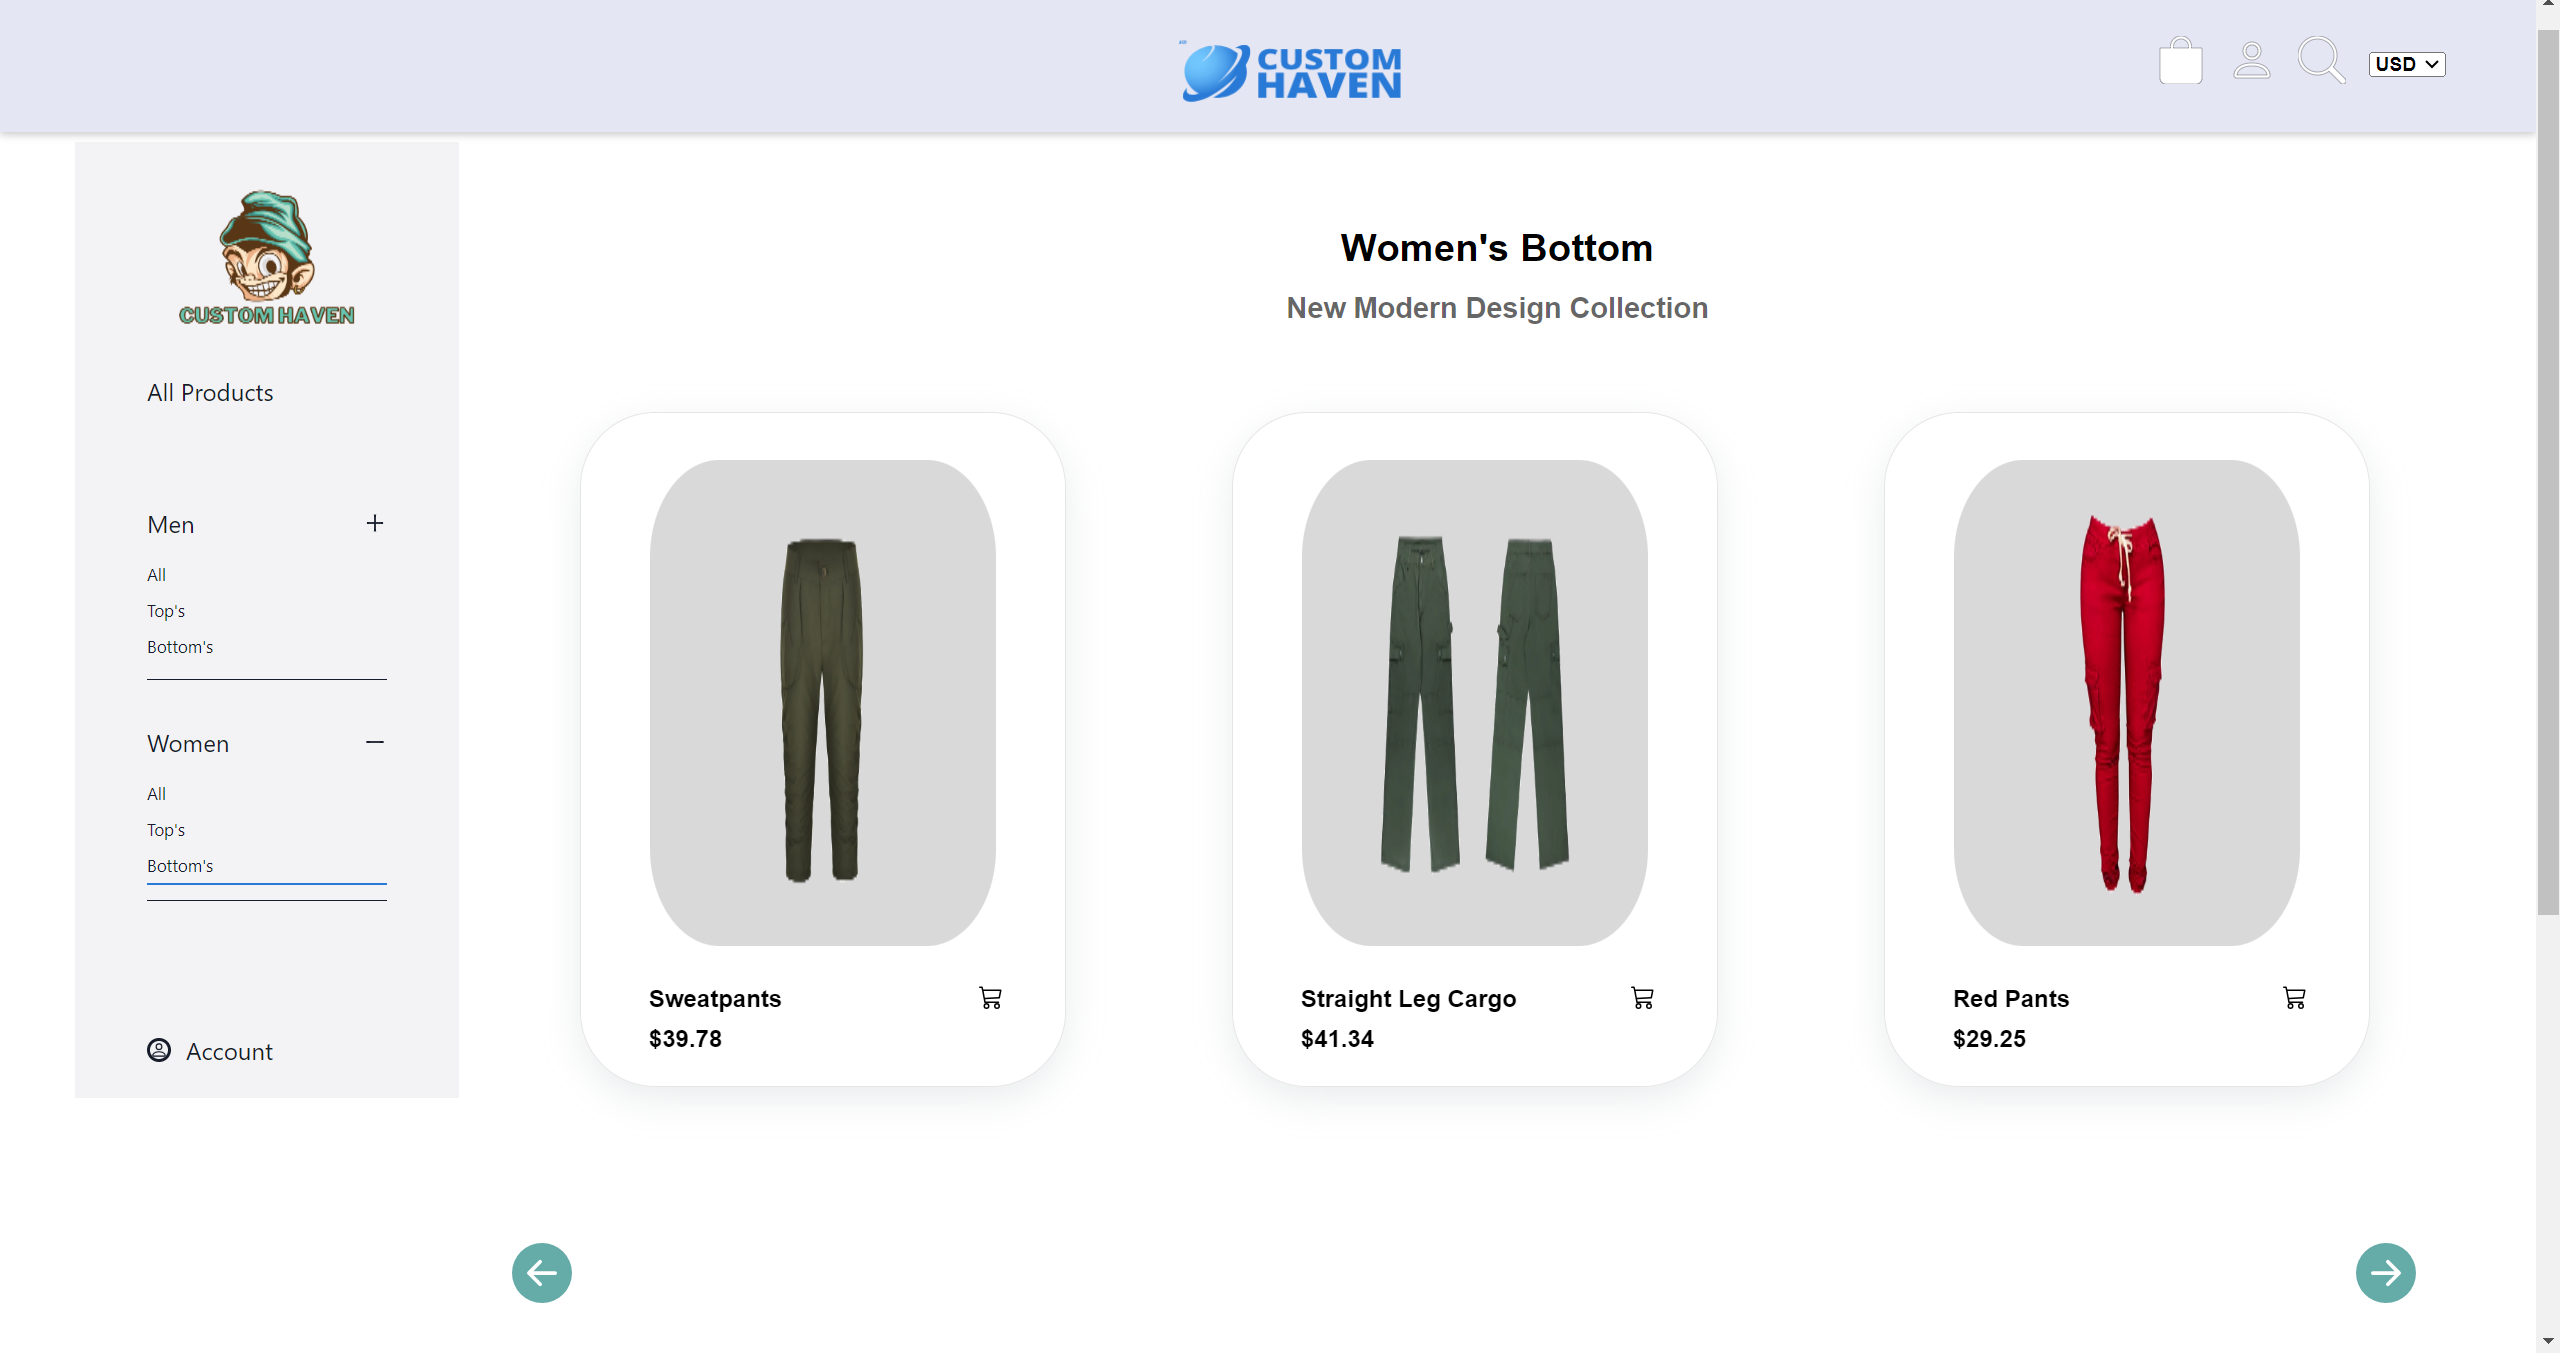 CUSTOM
HAVEN
USD
CUSTOM HAVEN
All Products
Men
All
Top's
Bottom's
Women
All
Top's
Bottom's
Account
Women's Bottom
New Modern Design Collection
Sweatpants
$39.78
Straight Leg Cargo
$41.34
Red Pants
$29.25